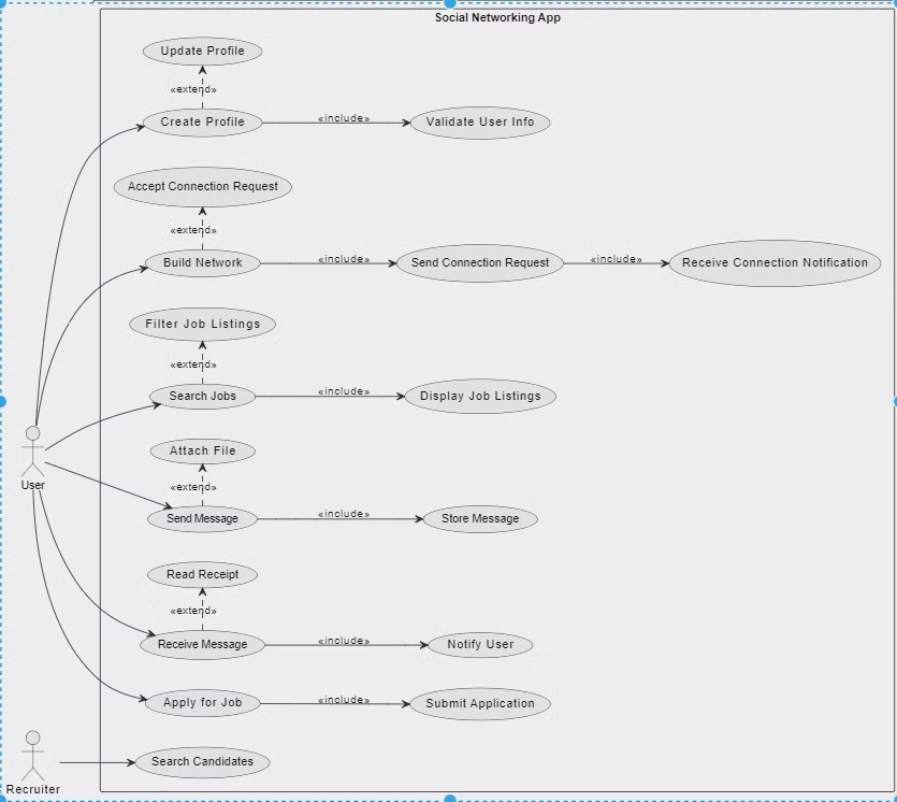 Social Networking App
Update Profile
«extend»
Create Profile
«include»
Validate User Info
Accept Connection Request
«extend»
Build Network
«include»
Send Connection Request
«include»
Receive Connection Notification
Filter Job Listings
«extend»
Search Jobs
«include»
Display Job Listings
User
Attach File
«extend»
Send Message
«include»
Store Message
Read Receipt
«extend»
Receive Message
«include»
Notify User
Apply for Job
«include»
Submit Application
Recruiter
Search Candidates